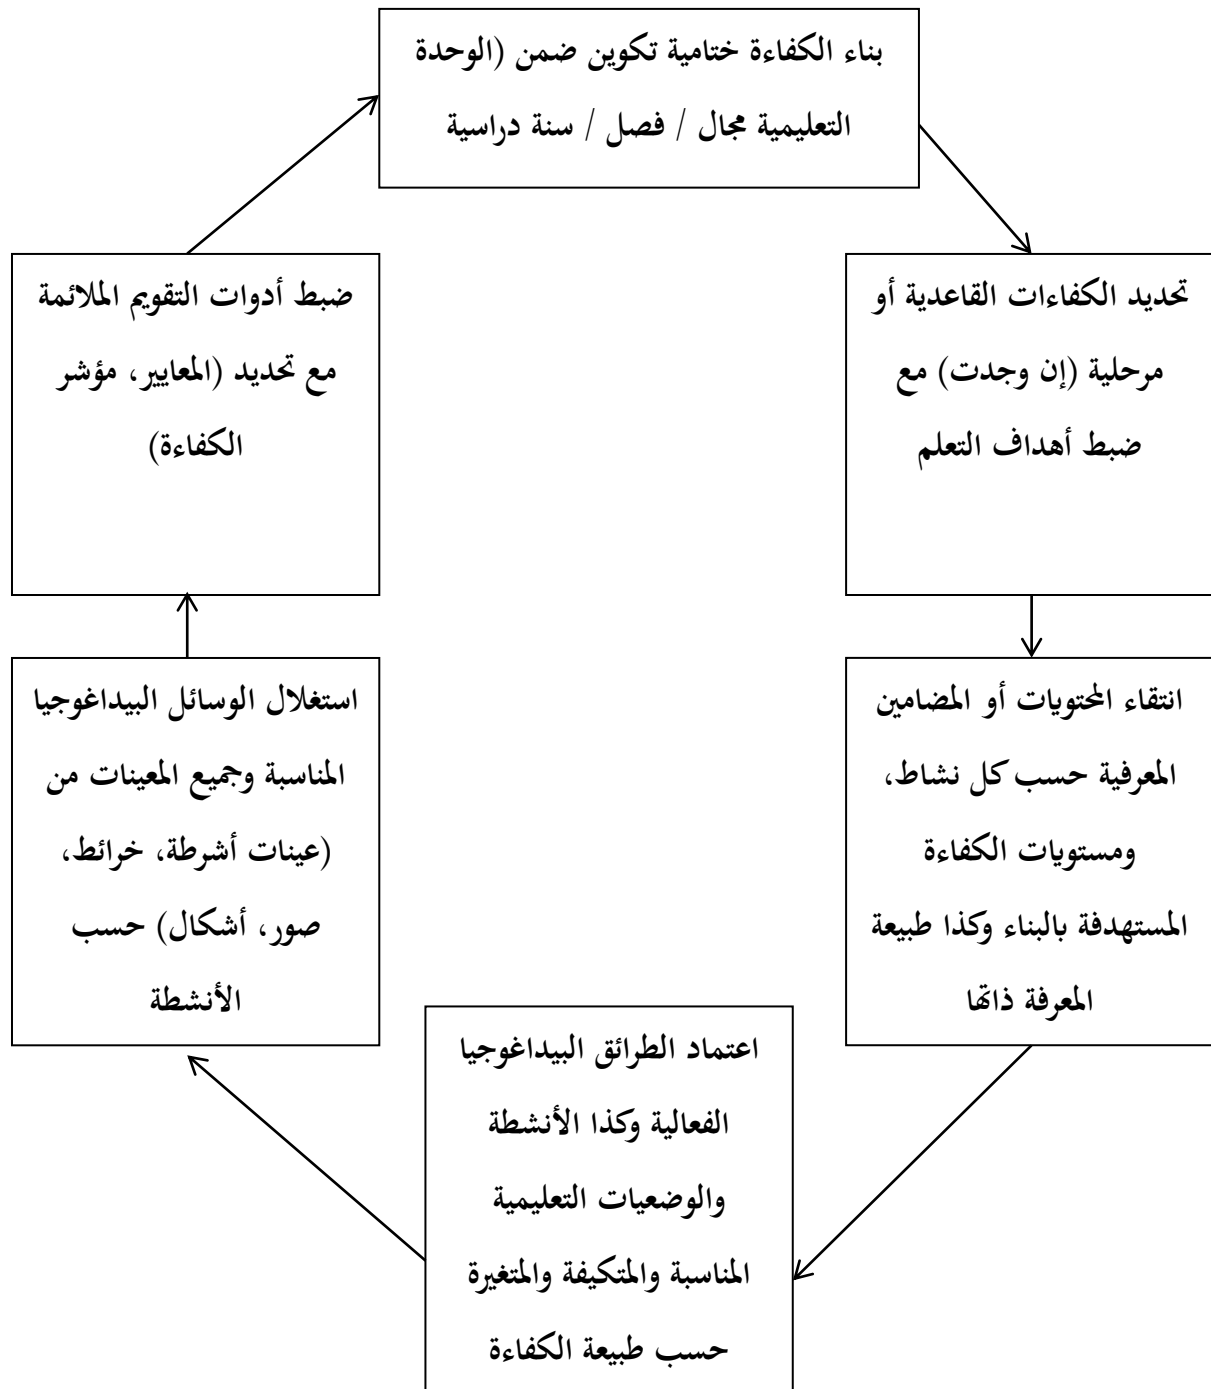 بناء الكفاءة ختامية تكوين ضمن (الوحدة
التعليمية مجال / فصل / سنة دراسية
تحديد الكفاءات القاعدية أو
مرحلية (إن وجدت) مع
ضبط أهداف التعلم
انتقاء المحتويات أو المضامين
المعرفية حسب كل نشاط،
ومستويات الكفاءة
المستهدفة بالبناء وكذا طبيعة
المعرفة ذاتها
اعتماد الطرائق البيداغوجيا
الفعالية وكذا الأنشطة
والوضعيات التعليمية
المناسبة والمتكيفة والمتغيرة
حسب طبيعة الكفاءة
استغلال الوسائل البيداغوجيا
المناسبة وجميع المعينات من
(عينات أشرطة، خرائط،
صور، أشكال) حسب
الأنشطة
ضبط أدوات التقويم الملائمة
مع تحديد (المعايير، مؤشر
الكفاءة)